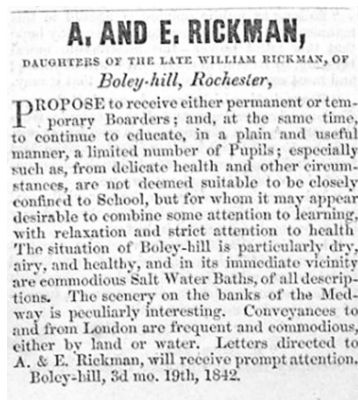 A. AND E. RICKMAN,
DAUGHTERS OF THE LATE WILLIAM RICKMAN, OF
Boley-hill, Rochester,
PROPOSE to receive either permanent or tem-
porary Boarders; and, at the same time,
to continue to educate, in a plain and useful
manner, a limited number of Pupils; especially
such as, from delicate health and other circum-
stances, are not deemed suitable to be closely
confined to School, but for whom it may appear
desirable to combine some attention to learning,
with relaxation and strict attention to health
The situation of Boley-hill is particularly dry,
airy, and healthy, and in its immediate vicinity
are commodious Salt Water Baths, of all descrip-
tions. The scenery on the banks of the Med-
way is peculiarly interesting. Conveyances to
and from London are frequent and commodious,
either by land or water. Letters directed to
A. & E. Rickman, will receive prompt attention.
Boley-hill, 3d mo. 19th, 1842.